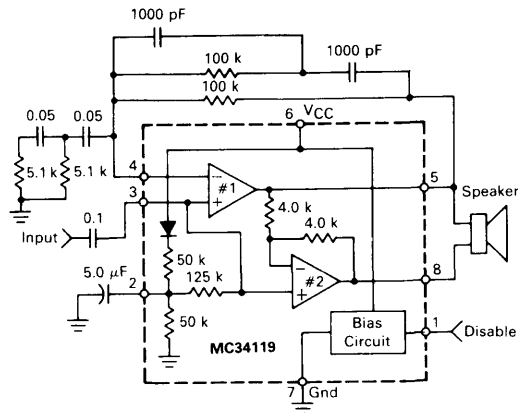 1000 pF
1000 pF
100 k
100 k
0.05 0.05
6 VCC
5.1 k 5.1 k
4 - #1 5 Speaker
3 +
4.0 k
4.0 k
0.1
Input
50 k
5.0 µF
125 k
- #2 8
2 +
50 k
Bias
Circuit
1 Disable
MC34119
7 Gnd